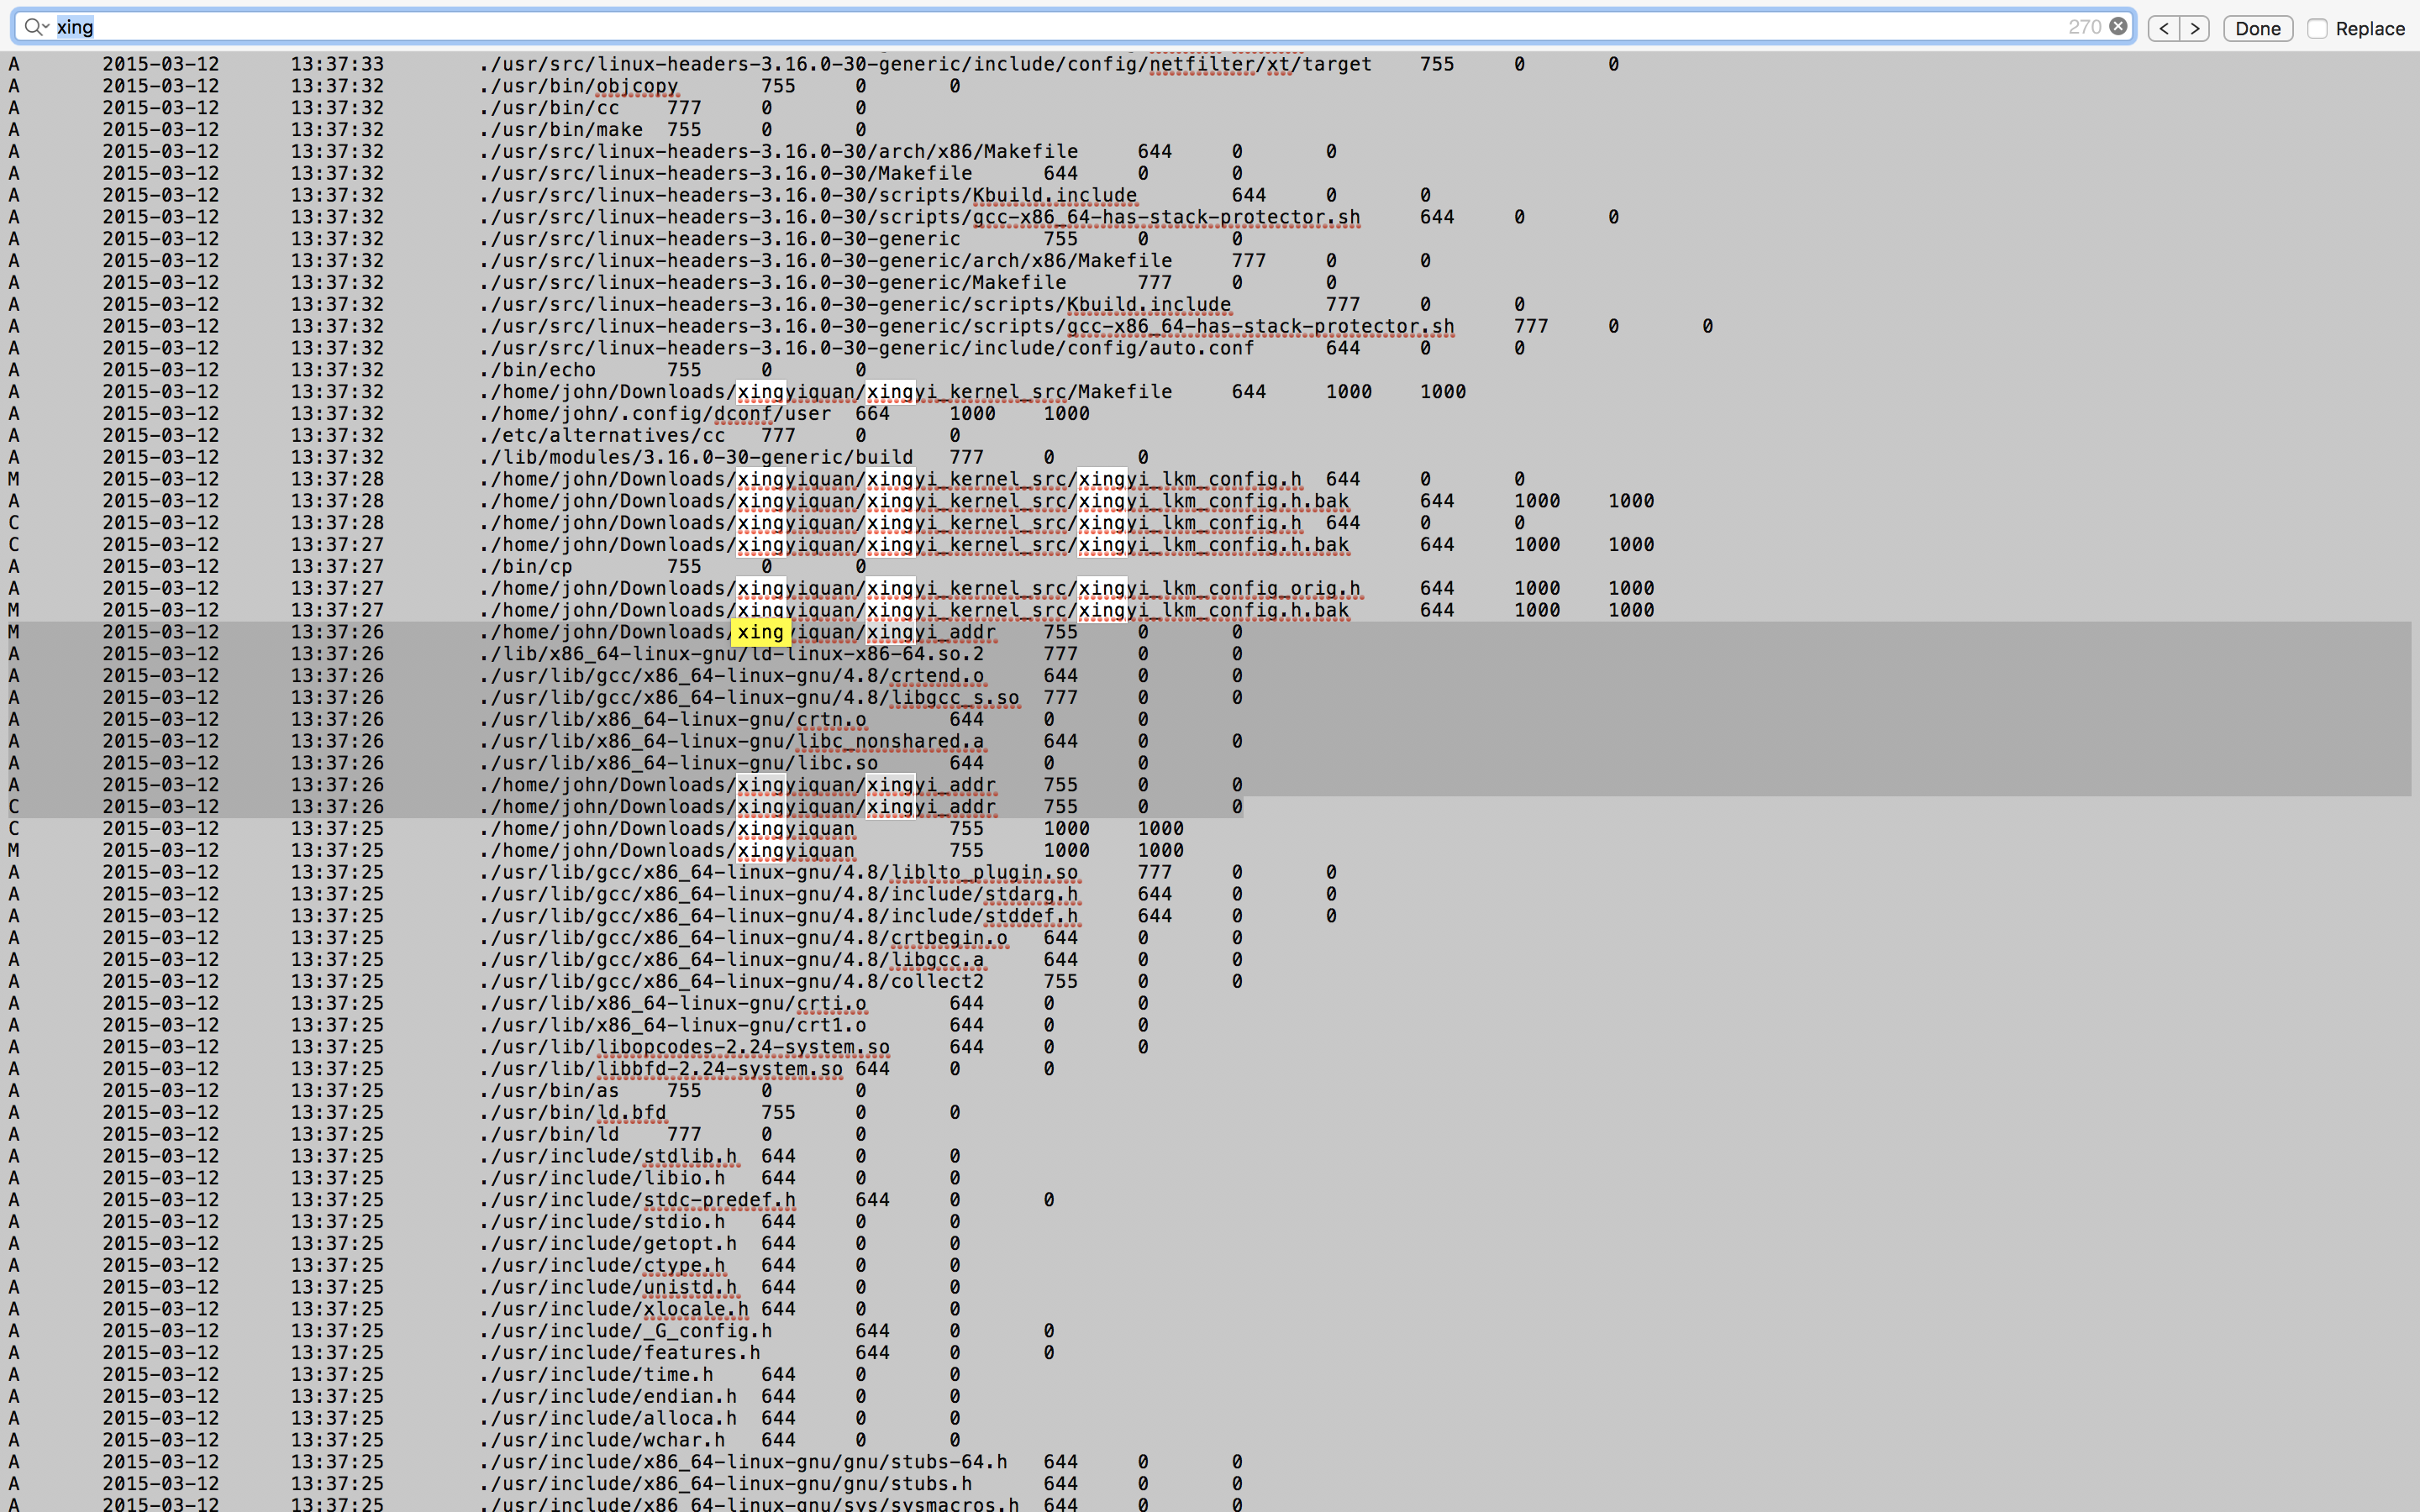 xing 270 < > Done Replace
A 2015-03-12 13:37:33 ./usr/src/linux-headers-3.16.0-30-generic/include/config/netfilter/xt/target 755 0 0
A 2015-03-12 13:37:32 ./usr/bin/objcopy 755 0 0
A 2015-03-12 13:37:32 ./usr/bin/cc 777 0 0
A 2015-03-12 13:37:32 ./usr/bin/make 755 0 0
A 2015-03-12 13:37:32 ./usr/src/linux-headers-3.16.0-30/arch/x86/Makefile 644 0 0
A 2015-03-12 13:37:32 ./usr/src/linux-headers-3.16.0-30/Makefile 644 0 0
A 2015-03-12 13:37:32 ./usr/src/linux-headers-3.16.0-30/scripts/Kbuild.include 644 0 0
A 2015-03-12 13:37:32 ./usr/src/linux-headers-3.16.0-30/scripts/gcc-x86_64-has-stack-protector.sh 644 0 0
A 2015-03-12 13:37:32 ./usr/src/linux-headers-3.16.0-30-generic 755 0 0
A 2015-03-12 13:37:32 ./usr/src/linux-headers-3.16.0-30-generic/arch/x86/Makefile 777 0 0
A 2015-03-12 13:37:32 ./usr/src/linux-headers-3.16.0-30-generic/Makefile 777 0 0
A 2015-03-12 13:37:32 ./usr/src/linux-headers-3.16.0-30-generic/scripts/Kbuild.include 777 0 0
A 2015-03-12 13:37:32 ./usr/src/linux-headers-3.16.0-30-generic/scripts/gcc-x86_64-has-stack-protector.sh 777 0 0
A 2015-03-12 13:37:32 ./usr/src/linux-headers-3.16.0-30-generic/include/config/auto.conf 644 0 0
A 2015-03-12 13:37:32 ./bin/echo 755 0 0
A 2015-03-12 13:37:32 ./home/john/Downloads/xingyiquan/xingyi_kernel_src/Makefile 644 1000 1000
A 2015-03-12 13:37:32 ./home/john/.config/dconf/user 664 1000 1000
A 2015-03-12 13:37:32 ./etc/alternatives/cc 777 0 0
A 2015-03-12 13:37:32 ./lib/modules/3.16.0-30-generic/build 777 0 0
M 2015-03-12 13:37:28 ./home/john/Downloads/xingyiquan/xingyi_kernel_src/xingyi_lkm_config.h 644 0 0
A 2015-03-12 13:37:28 ./home/john/Downloads/xingyiquan/xingyi_kernel_src/xingyi_lkm_config.h.bak 644 1000 1000
C 2015-03-12 13:37:28 ./home/john/Downloads/xingyiquan/xingyi_kernel_src/xingyi_lkm_config.h 644 0 0
C 2015-03-12 13:37:27 ./home/john/Downloads/xingyiquan/xingyi_kernel_src/xingyi_lkm_config.h.bak 644 1000 1000
A 2015-03-12 13:37:27 ./bin/cp 755 0 0
A 2015-03-12 13:37:27 ./home/john/Downloads/xingyiquan/xingyi_kernel_src/xingyi_lkm_config_orig.h 644 1000 1000
M 2015-03-12 13:37:27 ./home/john/Downloads/xingyiquan/xingyi_kernel_src/xingyi_lkm_config.h.bak 644 1000 1000
M 2015-03-12 13:37:26 ./home/john/Downloads/xingyiquan/xingyi_addr 755 0 0
A 2015-03-12 13:37:26 ./lib/x86_64-linux-gnu/ld-linux-x86-64.so.2 777 0 0
A 2015-03-12 13:37:26 ./usr/lib/gcc/x86_64-linux-gnu/4.8/crtend.o 644 0 0
A 2015-03-12 13:37:26 ./usr/lib/gcc/x86_64-linux-gnu/4.8/libgcc_s.so 777 0 0
A 2015-03-12 13:37:26 ./usr/lib/x86_64-linux-gnu/crtn.o 644 0 0
A 2015-03-12 13:37:26 ./usr/lib/x86_64-linux-gnu/libc_nonshared.a 644 0 0
A 2015-03-12 13:37:26 ./usr/lib/x86_64-linux-gnu/libc.so 644 0 0
A 2015-03-12 13:37:26 ./home/john/Downloads/xingyiquan/xingyi_addr 755 0 0
C 2015-03-12 13:37:26 ./home/john/Downloads/xingyiquan/xingyi_addr 755 0 0
C 2015-03-12 13:37:25 ./home/john/Downloads/xingyiquan 755 1000 1000
M 2015-03-12 13:37:25 ./home/john/Downloads/xingyiquan 755 1000 1000
A 2015-03-12 13:37:25 ./usr/lib/gcc/x86_64-linux-gnu/4.8/liblto_plugin.so 777 0 0
A 2015-03-12 13:37:25 ./usr/lib/gcc/x86_64-linux-gnu/4.8/include/stdarg.h 644 0 0
A 2015-03-12 13:37:25 ./usr/lib/gcc/x86_64-linux-gnu/4.8/include/stddef.h 644 0 0
A 2015-03-12 13:37:25 ./usr/lib/gcc/x86_64-linux-gnu/4.8/crtbegin.o 644 0 0
A 2015-03-12 13:37:25 ./usr/lib/gcc/x86_64-linux-gnu/4.8/libgcc.a 644 0 0
A 2015-03-12 13:37:25 ./usr/lib/gcc/x86_64-linux-gnu/4.8/collect2 755 0 0
A 2015-03-12 13:37:25 ./usr/lib/x86_64-linux-gnu/crti.o 644 0 0
A 2015-03-12 13:37:25 ./usr/lib/x86_64-linux-gnu/crt1.o 644 0 0
A 2015-03-12 13:37:25 ./usr/lib/libopcodes-2.24-system.so 644 0 0
A 2015-03-12 13:37:25 ./usr/lib/libbfd-2.24-system.so 644 0 0
A 2015-03-12 13:37:25 ./usr/bin/as 755 0 0
A 2015-03-12 13:37:25 ./usr/bin/ld.bfd 755 0 0
A 2015-03-12 13:37:25 ./usr/bin/ld 777 0 0
A 2015-03-12 13:37:25 ./usr/include/stdlib.h 644 0 0
A 2015-03-12 13:37:25 ./usr/include/libio.h 644 0 0
A 2015-03-12 13:37:25 ./usr/include/stdc-predef.h 644 0 0
A 2015-03-12 13:37:25 ./usr/include/stdio.h 644 0 0
A 2015-03-12 13:37:25 ./usr/include/getopt.h 644 0 0
A 2015-03-12 13:37:25 ./usr/include/ctype.h 644 0 0
A 2015-03-12 13:37:25 ./usr/include/unistd.h 644 0 0
A 2015-03-12 13:37:25 ./usr/include/xlocale.h 644 0 0
A 2015-03-12 13:37:25 ./usr/include/_G_config.h 644 0 0
A 2015-03-12 13:37:25 ./usr/include/features.h 644 0 0
A 2015-03-12 13:37:25 ./usr/include/time.h 644 0 0
A 2015-03-12 13:37:25 ./usr/include/endian.h 644 0 0
A 2015-03-12 13:37:25 ./usr/include/alloca.h 644 0 0
A 2015-03-12 13:37:25 ./usr/include/wchar.h 644 0 0
A 2015-03-12 13:37:25 ./usr/include/x86_64-linux-gnu/gnu/stubs-64.h 644 0 0
A 2015-03-12 13:37:25 ./usr/include/x86_64-linux-gnu/gnu/stubs.h 644 0 0
A 2015-03-12 13:37:25 ./usr/include/x86_64-linux-gnu/sys/sysmacros.h 644 0 0